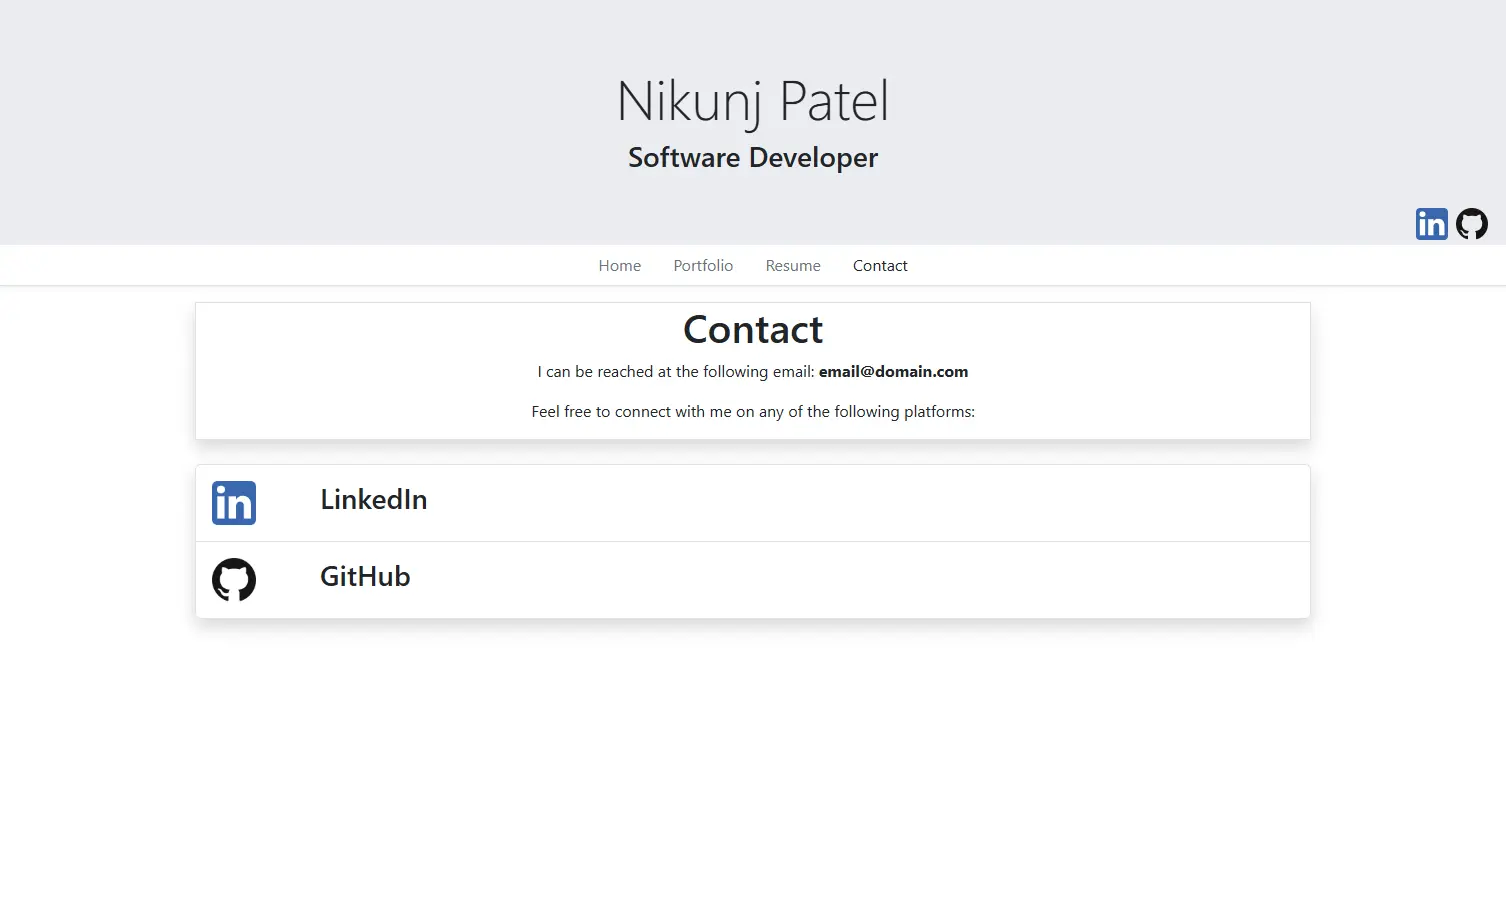 Nikunj Patel
Software Developer
in
Home Portfolio Resume Contact
Contact
I can be reached at the following email: email@domain.com
Feel free to connect with me on any of the following platforms:
in LinkedIn
GitHub